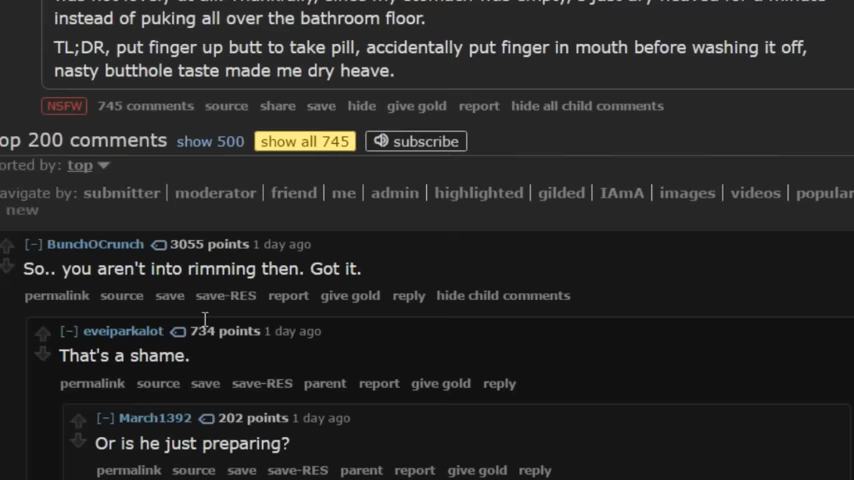 instead of puking all over the bathroom floor.
TL;DR, put finger up butt to take pill, accidentally put finger in mouth before washing it off,
nasty butthole taste made me dry heave.
NSFW 745 comments source share save hide give gold report hide all child comments
op 200 comments show 500 show all 745 subscribe
orted by: top
avigate by: submitter | moderator | friend | me | admin | highlighted | gilded | IAmA | images | videos | popular
new
[-] BunchOCrunch 3055 points 1 day ago
So.. you aren't into rimming then. Got it.
permalink source save save-RES report give gold reply hide child comments
[-] eveiparkalot 734 points 1 day ago
That's a shame.
permalink source save save-RES parent report give gold reply
[-] March1392 202 points 1 day ago
Or is he just preparing?
permalink source save save-RES parent report give gold reply